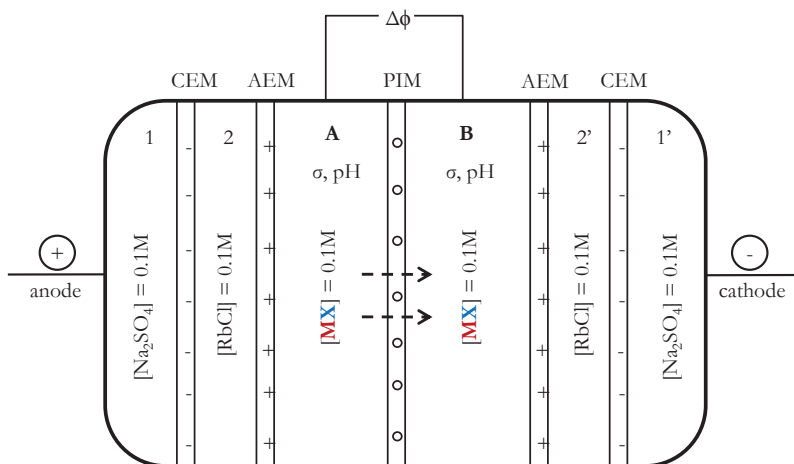 Δϕ
CEM AEM PIM AEM CEM
1 2 A B 2’ 1’
σ, pH σ, pH
- + + -
+ -
anode cathode
[Na₂SO₄] = 0.1M
[RbCl] = 0.1M
[MX] = 0.1M
[MX] = 0.1M
[RbCl] = 0.1M
[Na₂SO₄] = 0.1M